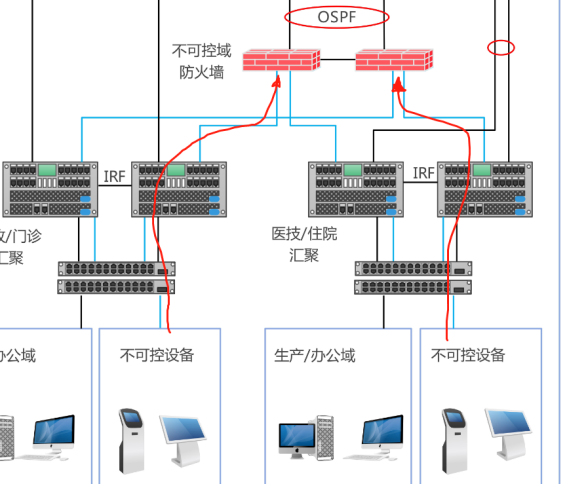 OSPF
不可控域
防火墙
IRF
IRF
/门诊
汇聚
医技/住院
汇聚
办公域
不可控设备
生产/办公域
不可控设备